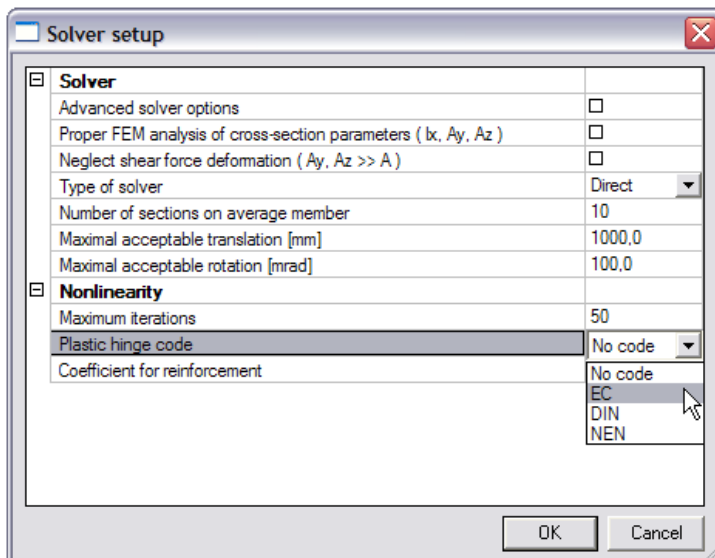 Solver setup
Solver
Advanced solver options
Proper FEM analysis of cross-section parameters ( Ix, Ay, Az )
Neglect shear force deformation ( Ay, Az >> A )
Type of solver Direct
Number of sections on average member 10
Maximal acceptable translation [mm] 1000,0
Maximal acceptable rotation [mrad] 100,0
Nonlinearity
Maximum iterations 50
Plastic hinge code No code
Coefficient for reinforcement No code
EC
DIN
NEN
OK Cancel